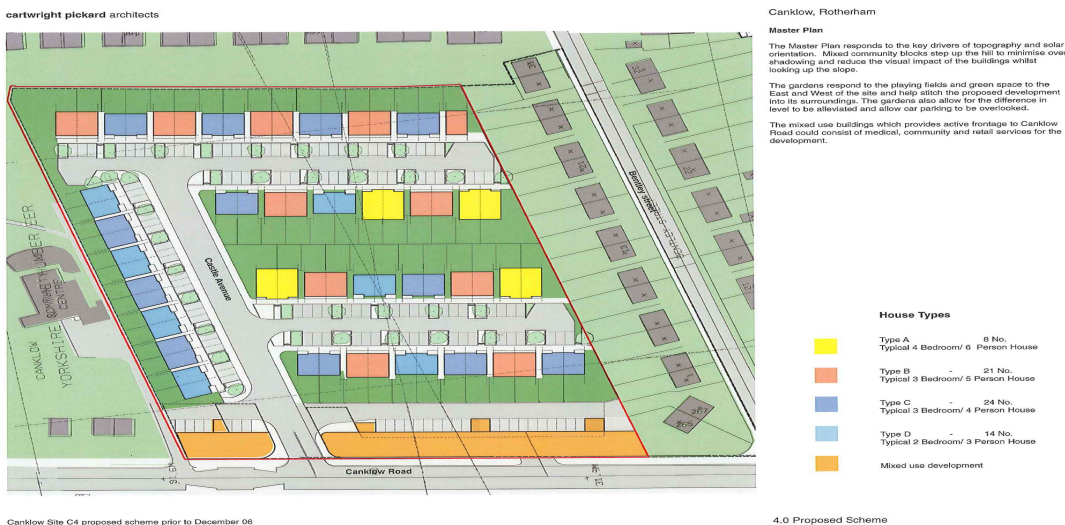 cartwright pickard architects
Canklow, Rotherham
Master Plan
The Master Plan responds to the key drivers of topography and solar
orientation. Mixed community blocks step up the hill to minimise over
shadowing and reduce the visual impact of the buildings whilst
looking up the slope.
The gardens respond to the playing fields and green space to the
East and West of the site and help stitch the proposed development
into its surroundings. The gardens also allow for the difference in
level to be alleviated and allow car parking to be overlooked.
The mixed use buildings which provides active frontage to Canklow
Road could consist of medical, community and retail services for the
development.
Bentley street
BENTLEY STREET
Castle Avenue
CANKLOW
YORKSHIRE
CENTRE
267
265
Canklow Road
House Types
Type A 8 No.
Typical 4 Bedroom/ 6 Person House
Type B - 21 No.
Typical 3 Bedroom/ 5 Person House
Type C - 24 No.
Typical 3 Bedroom/ 4 Person House
Type D - 14 No.
Typical 2 Bedroom/ 3 Person House
Mixed use development
Canklow Site C4 proposed scheme prior to December 06
4.0 Proposed Scheme